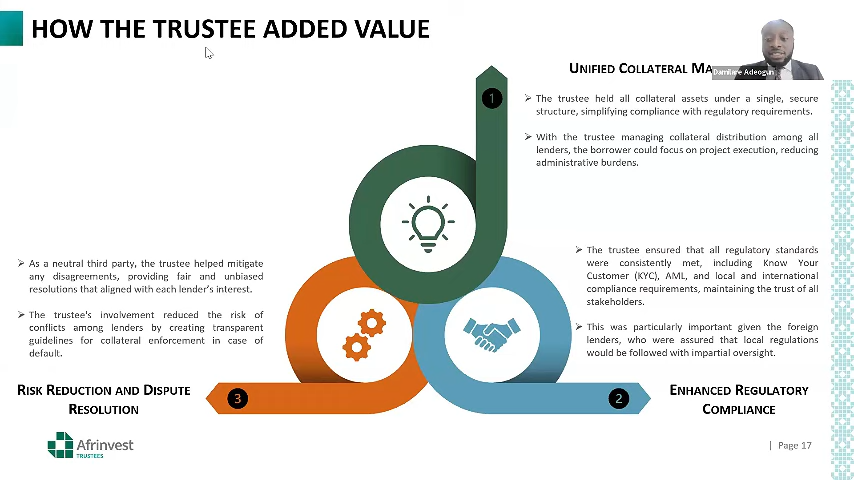 HOW THE TRUSTEE ADDED VALUE
UNIFIED COLLATERAL MA
Damilare Adeogun
1
➢ The trustee held all collateral assets under a single, secure
structure, simplifying compliance with regulatory requirements.
➢ With the trustee managing collateral distribution among all
lenders, the borrower could focus on project execution, reducing
administrative burdens.
➢ The trustee ensured that all regulatory standards
were consistently met, including Know Your
Customer (KYC), AML, and local and international
compliance requirements, maintaining the trust of all
stakeholders.
➢ This was particularly important given the foreign
lenders, who were assured that local regulations
would be followed with impartial oversight.
2
ENHANCED REGULATORY
COMPLIANCE
➢ As a neutral third party, the trustee helped mitigate
any disagreements, providing fair and unbiased
resolutions that aligned with each lender's interest.
➢ The trustee's involvement reduced the risk of
conflicts among lenders by creating transparent
guidelines for collateral enforcement in case of
default.
3
RISK REDUCTION AND DISPUTE
RESOLUTION
Afrinvest
TRUSTEES
| Page 17